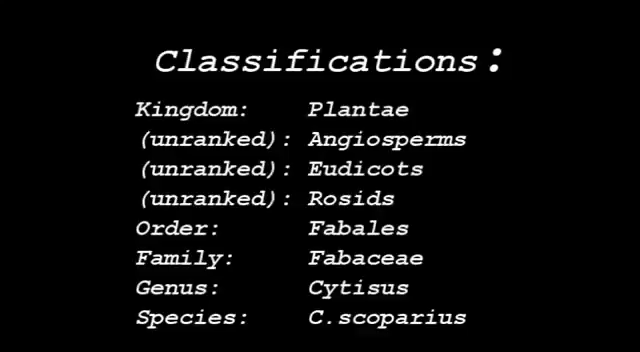 Classifications:
Kingdom: Plantae
(unranked): Angiosperms
(unranked): Eudicots
(unranked): Rosids
Order: Fabales
Family: Fabaceae
Genus: Cytisus
Species: C.scoparius